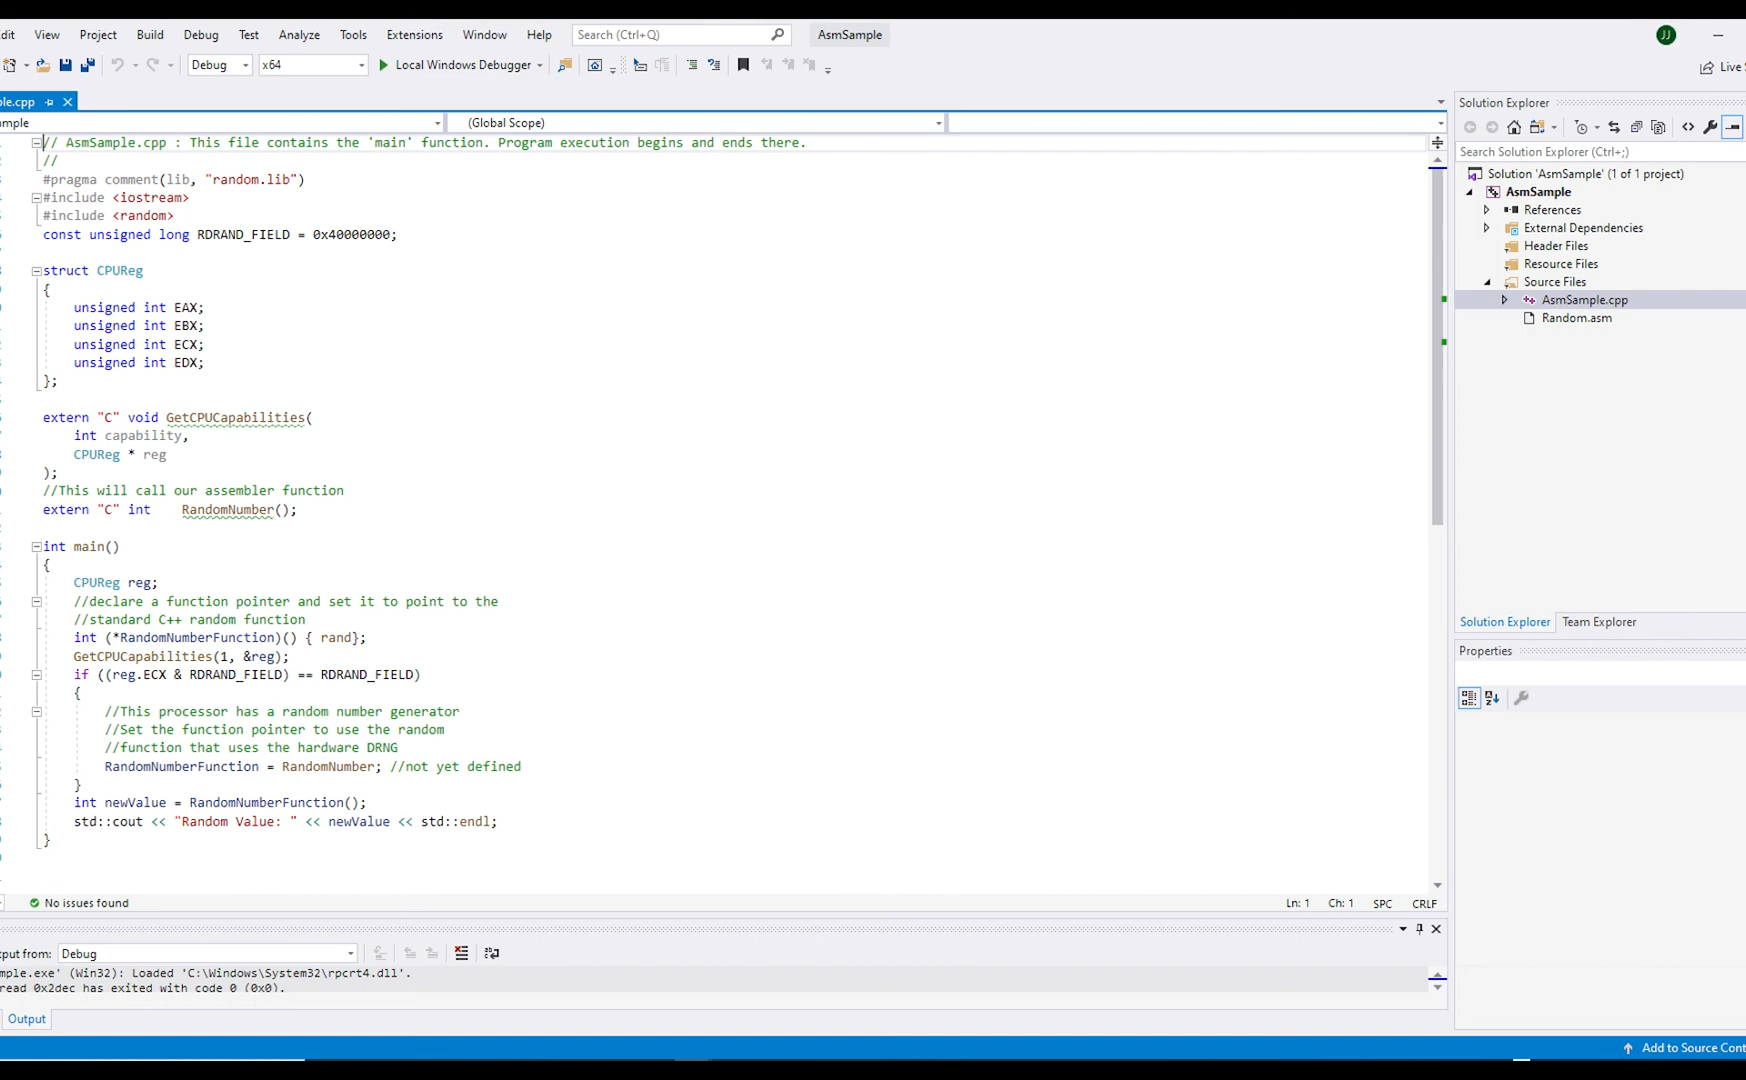 dit View Project Build Debug Test Analyze Tools Extensions Window Help Search (Ctrl+Q) AsmSample JJ
Debug x64 Local Windows Debugger Live S
le.cpp
mple (Global Scope)
// AsmSample.cpp : This file contains the 'main' function. Program execution begins and ends there.
//
#pragma comment(lib, "random.lib")
#include <iostream>
#include <random>
const unsigned long RDRAND_FIELD = 0x40000000;
struct CPUReg
{
unsigned int EAX;
unsigned int EBX;
unsigned int ECX;
unsigned int EDX;
};
extern "C" void GetCPUCapabilities(
int capability,
CPUReg * reg
);
//This will call our assembler function
extern "C" int    RandomNumber();
int main()
{
CPUReg reg;
//declare a function pointer and set it to point to the
//standard C++ random function
int (*RandomNumberFunction)() { rand};
GetCPUCapabilities(1, &reg);
if ((reg.ECX & RDRAND_FIELD) == RDRAND_FIELD)
{
//This processor has a random number generator
//Set the function pointer to use the random
//function that uses the hardware DRNG
RandomNumberFunction = RandomNumber; //not yet defined
}
int newValue = RandomNumberFunction();
std::cout << "Random Value: " << newValue << std::endl;
}
No issues found Ln: 1 Ch: 1 SPC CRLF
put from: Debug
mple.exe' (Win32): Loaded 'C:\Windows\System32\rpcrt4.dll'.
read 0x2dec has exited with code 0 (0x0).
Output
Solution Explorer
Search Solution Explorer (Ctrl+;)
Solution 'AsmSample' (1 of 1 project)
AsmSample
References
External Dependencies
Header Files
Resource Files
Source Files
AsmSample.cpp
Random.asm
Solution Explorer Team Explorer
Properties
Add to Source Cont